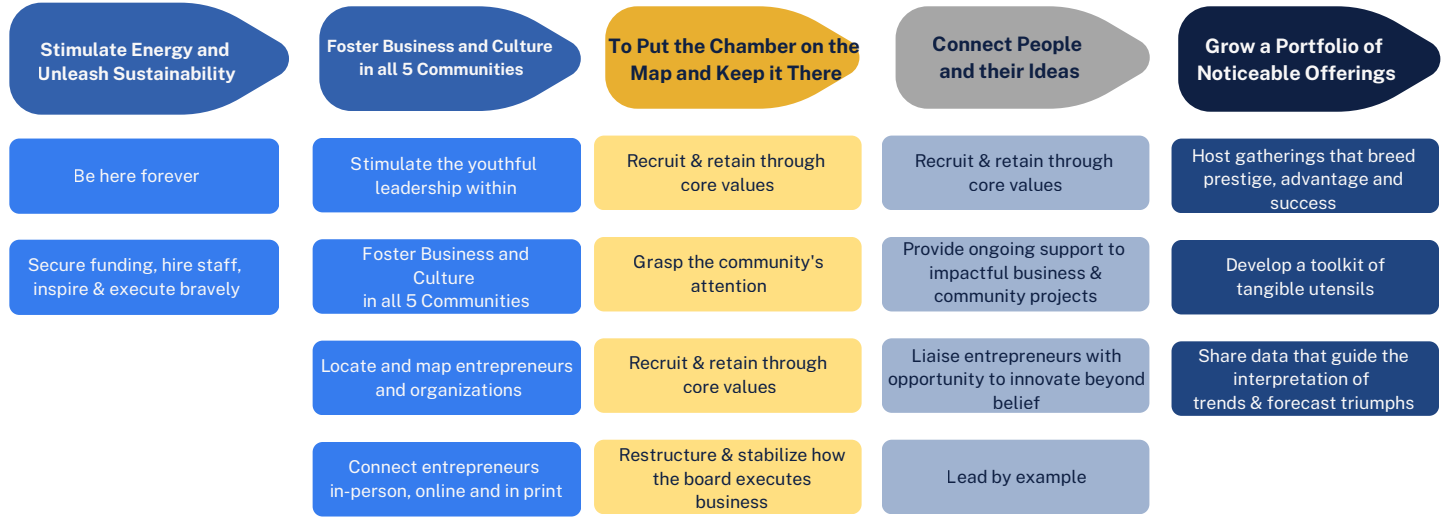 Stimulate Energy and
Unleash Sustainability
Be here forever
Secure funding, hire staff,
inspire & execute bravely
Foster Business and Culture
in all 5 Communities
Stimulate the youthful
leadership within
Foster Business and
Culture
in all 5 Communities
Locate and map entrepreneurs
and organizations
Connect entrepreneurs
in-person, online and in print
To Put the Chamber on the
Map and Keep it There
Recruit & retain through
core values
Grasp the community's
attention
Recruit & retain through
core values
Restructure & stabilize how
the board executes
business
Connect People
and their Ideas
Recruit & retain through
core values
Provide ongoing support to
impactful business &
community projects
Liaise entrepreneurs with
opportunity to innovate beyond
belief
Lead by example
Grow a Portfolio of
Noticeable Offerings
Host gatherings that breed
prestige, advantage and
success
Develop a toolkit of
tangible utensils
Share data that guide the
interpretation of
trends & forecast triumphs